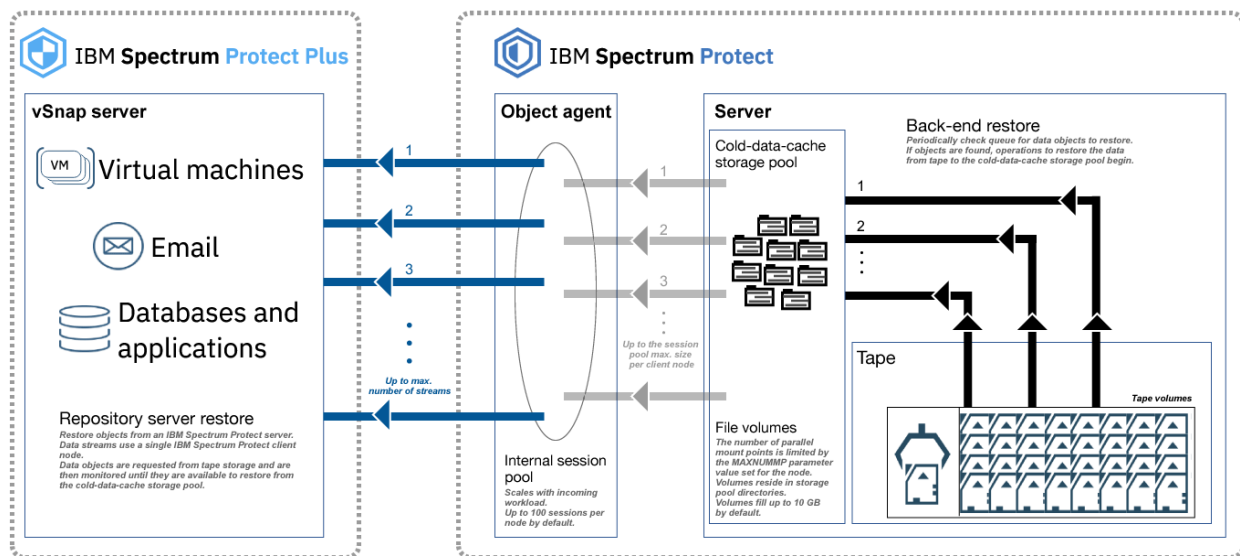 IBM Spectrum Protect Plus
vSnap server
VM
Virtual machines
Email
Databases and
applications
Repository server restore
Restore objects from an IBM Spectrum Protect server.
Data streams use a single IBM Spectrum Protect client
node.
Data objects are requested from tape storage and are
then monitored until they are available to restore from
the cold-data-cache storage pool.
1
2
3
Up to max.
number of streams
IBM Spectrum Protect
Object agent
Internal session
pool
Scales with incoming
workload.
Up to 100 sessions per
node by default.
1
2
3
Up to the session
pool max. size
per client node
Server
Cold-data-cache
storage pool
File volumes
The number of parallel
mount points is limited by
the MAXNUMMP parameter
value set for the node.
Volumes reside in storage
pool directories.
Volumes fill up to 10 GB
by default.
Back-end restore
Periodically check queue for data objects to restore.
If objects are found, operations to restore the data
from tape to the cold-data-cache storage pool begin.
1
2
Tape
Tape volumes